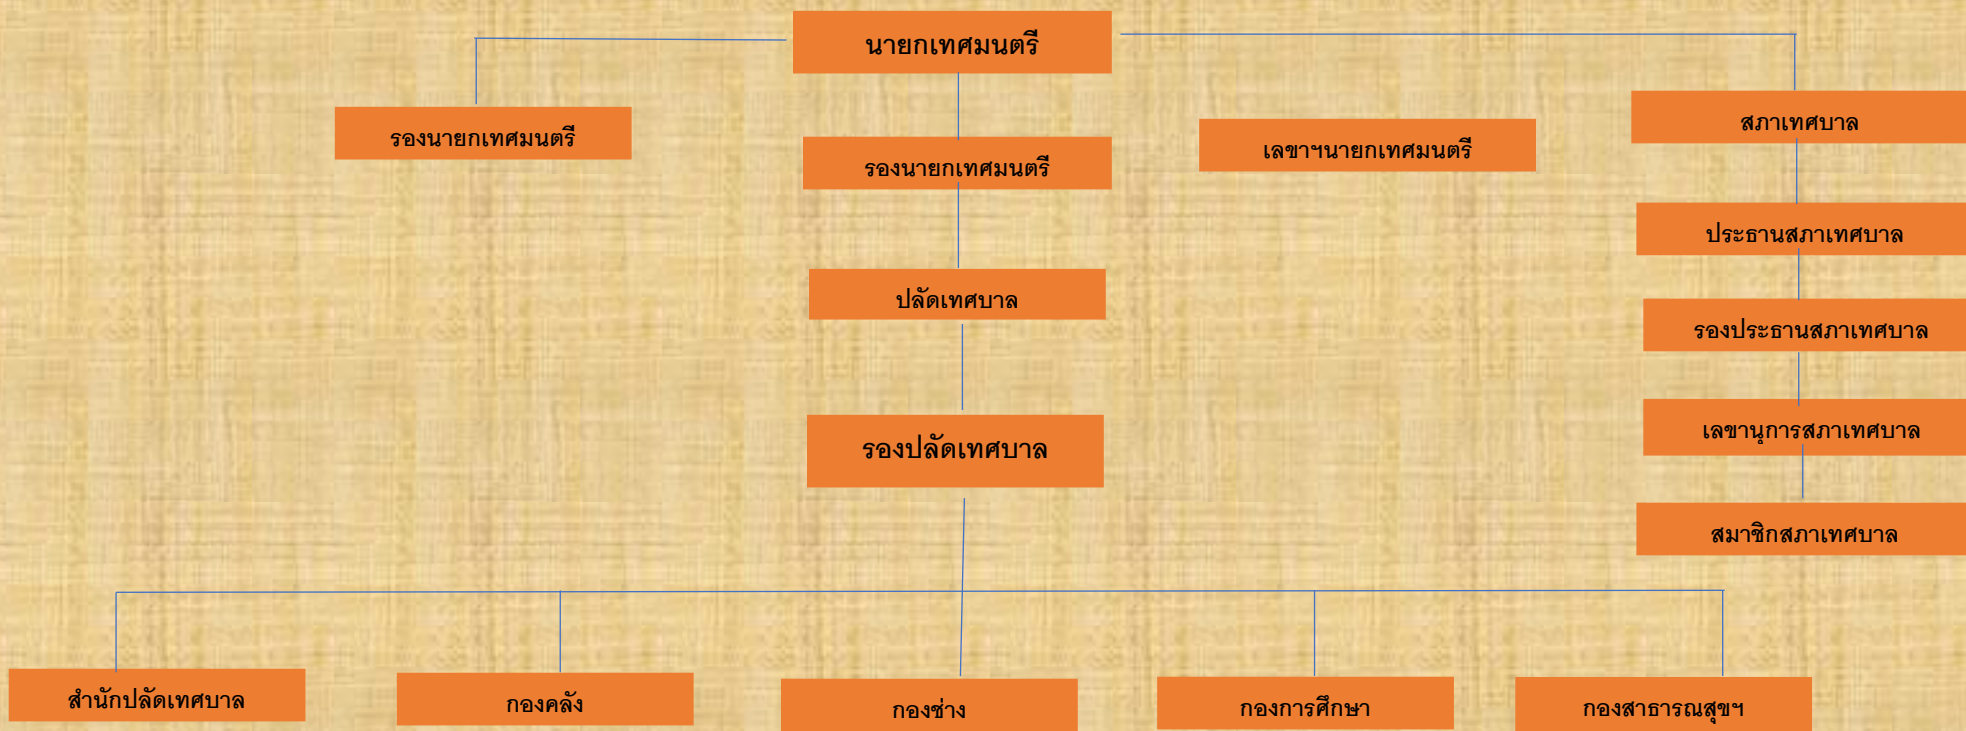 นายกเทศมนตรี
รองนายกเทศมนตรี
รองนายกเทศมนตรี
เลขาฯนายกเทศมนตรี
สภาเทศบาล
ประธานสภาเทศบาล
ปลัดเทศบาล
รองประธานสภาเทศบาล
รองปลัดเทศบาล
เลขานุการสภาเทศบาล
สมาชิกสภาเทศบาล
สำนักปลัดเทศบาล
กองคลัง
กองช่าง
กองการศึกษา
กองสาธารณสุขฯ